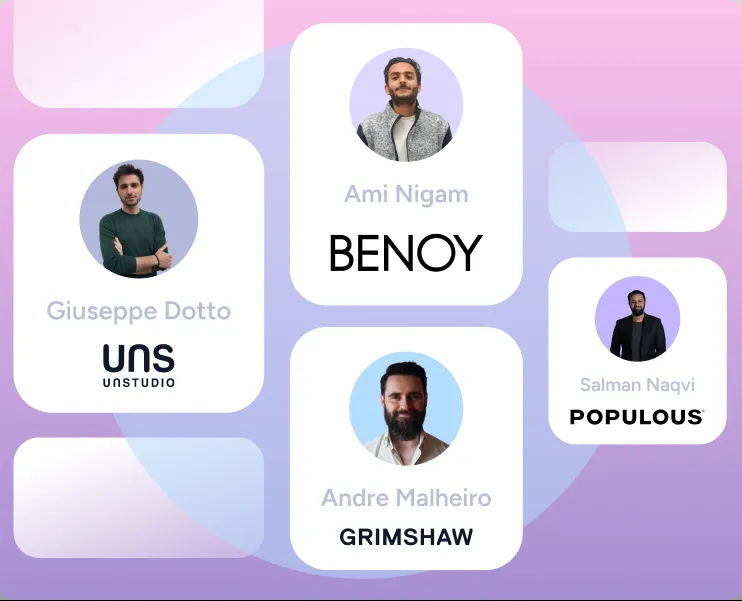 Giuseppe Dotto
UNS
UNSTUDIO
Ami Nigam
BENOY
Andre Malheiro
GRIMSHAW
Salman Naqvi
POPULOUS